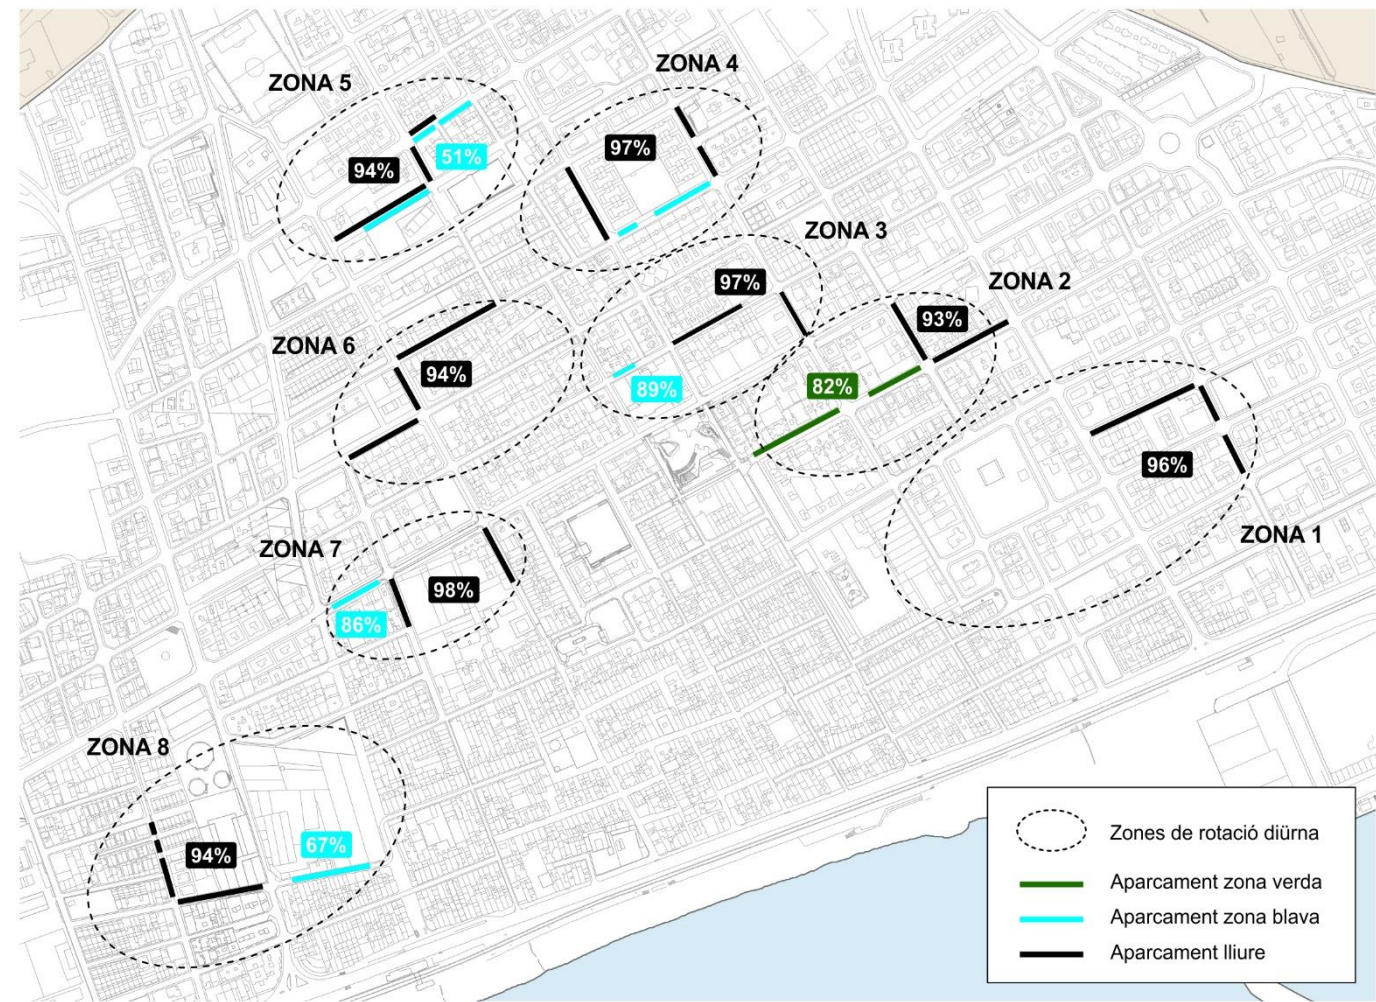 ZONA 4
ZONA 5
97%
51%
94%
ZONA 3
97%
ZONA 2
93%
ZONA 6
94%
89%
82%
96%
ZONA 1
ZONA 7
98%
86%
ZONA 8
67%
94%
Zones de rotació diürna
Aparcament zona verda
Aparcament zona blava
Aparcament lliure